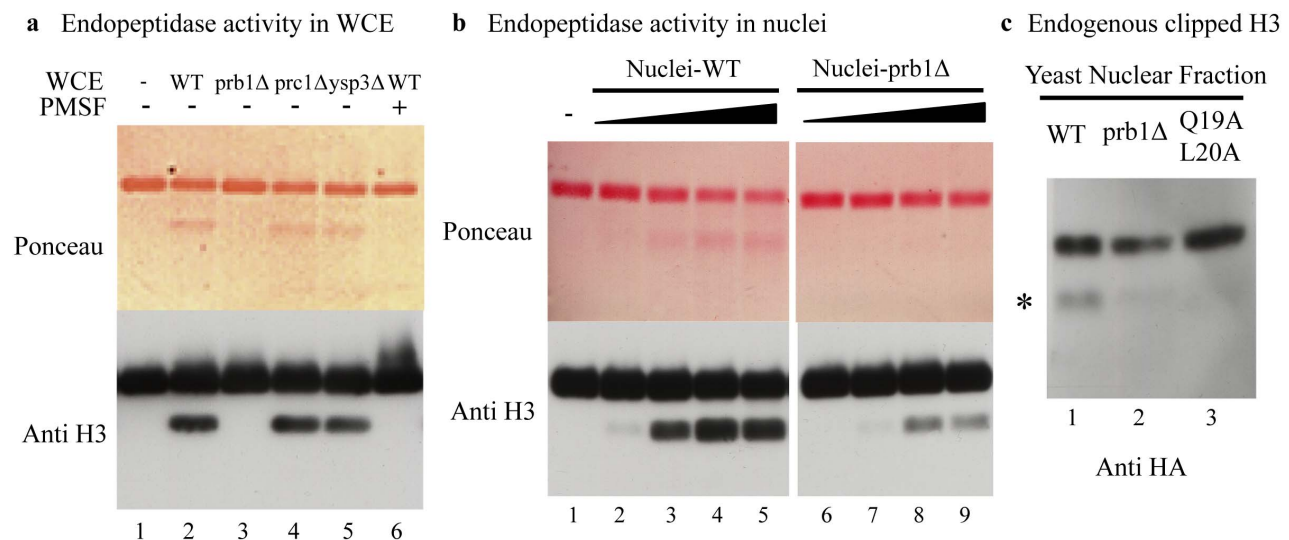 a Endopeptidase activity in WCE
WCE - WT prb1Δ prc1Δ ysp3Δ WT
PMSF - - - - - +
Ponceau
Anti H3
1 2 3 4 5 6
b Endopeptidase activity in nuclei
Nuclei-WT Nuclei-prb1Δ
-
Ponceau
Anti H3
1 2 3 4 5 6 7 8 9
c Endogenous clipped H3
Yeast Nuclear Fraction
WT prb1Δ Q19A
L20A
*
1 2 3
Anti HA